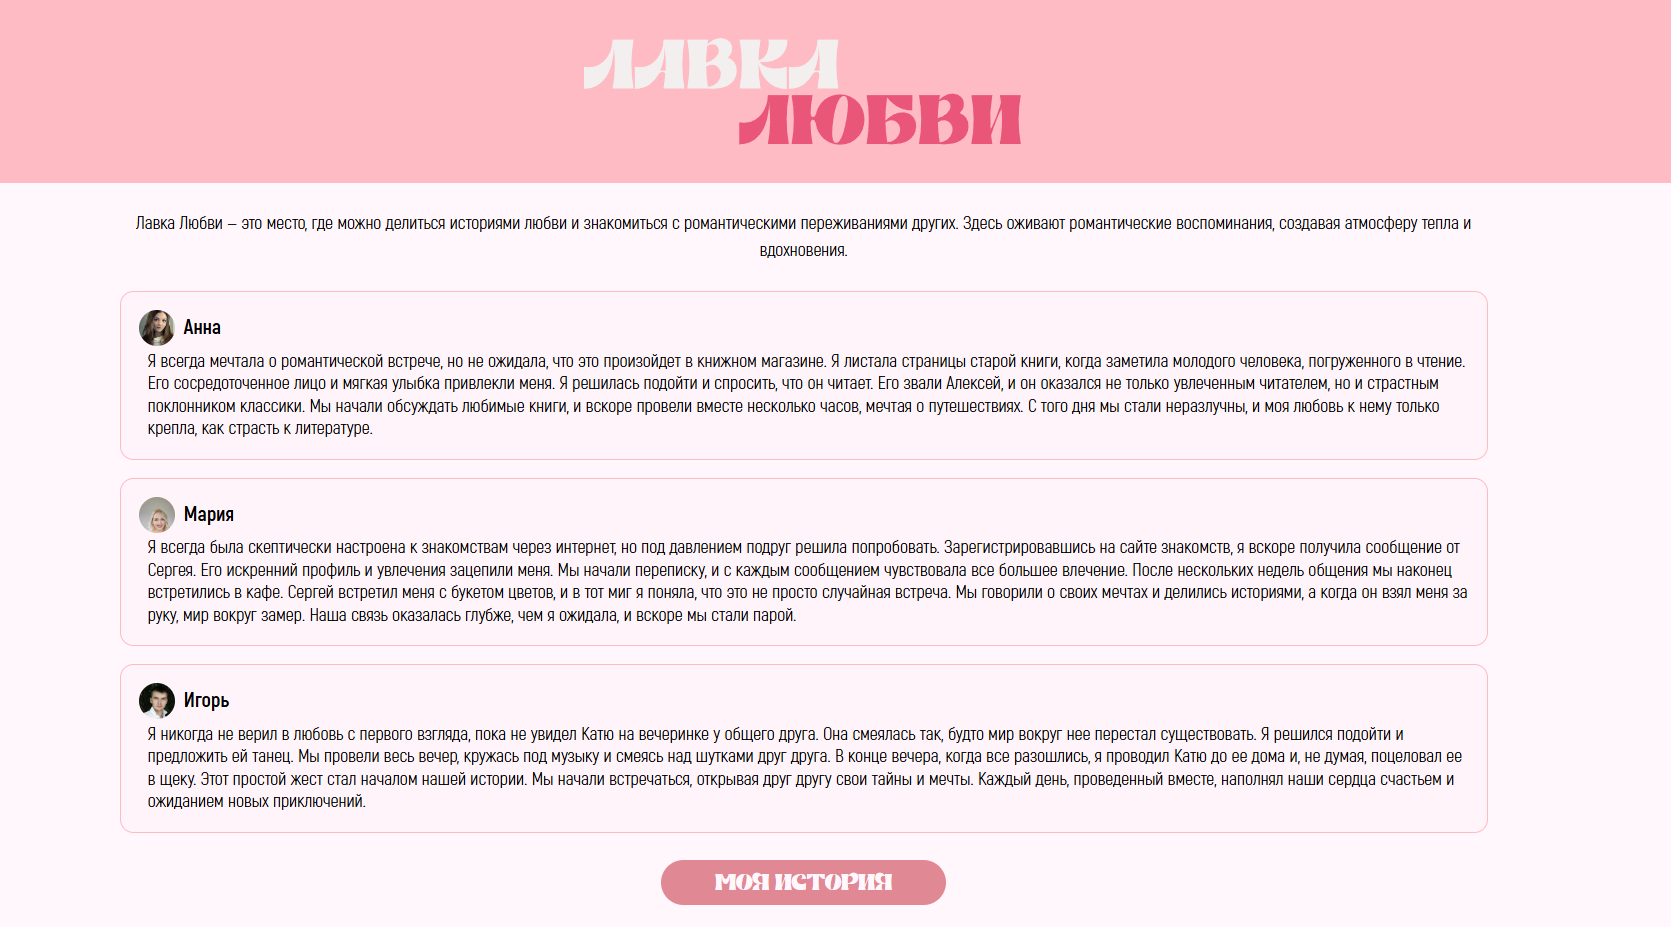 ЛАВКА
ЛЮБВИ
Лавка Любви – это место, где можно делиться историями любви и знакомиться с романтическими переживаниями других. Здесь оживают романтические воспоминания, создавая атмосферу тепла и
вдохновения.
Анна
Я всегда мечтала о романтической встрече, но не ожидала, что это произойдет в книжном магазине. Я листала страницы старой книги, когда заметила молодого человека, погруженного в чтение.
Его сосредоточенное лицо и мягкая улыбка привлекли меня. Я решилась подойти и спросить, что он читает. Его звали Алексей, и он оказался не только увлеченным читателем, но и страстным
поклонником классики. Мы начали обсуждать любимые книги, и вскоре провели вместе несколько часов, мечтая о путешествиях. С того дня мы стали неразлучны, и моя любовь к нему только
крепла, как страсть к литературе.
Мария
Я всегда была скептически настроена к знакомствам через интернет, но под давлением подруг решила попробовать. Зарегистрировавшись на сайте знакомств, я вскоре получила сообщение от
Сергея. Его искренний профиль и увлечения зацепили меня. Мы начали переписку, и с каждым сообщением чувствовала все большее влечение. После нескольких недель общения мы наконец
встретились в кафе. Сергей встретил меня с букетом цветов, и в тот миг я поняла, что это не просто случайная встреча. Мы говорили о своих мечтах и делились историями, а когда он взял меня за
руку, мир вокруг замер. Наша связь оказалась глубже, чем я ожидала, и вскоре мы стали парой.
Игорь
Я никогда не верил в любовь с первого взгляда, пока не увидел Катю на вечеринке у общего друга. Она смеялась так, будто мир вокруг нее перестал существовать. Я решился подойти и
предложить ей танец. Мы провели весь вечер, кружась под музыку и смеясь над шутками друг друга. В конце вечера, когда все разошлись, я проводил Катю до ее дома и, не думая, поцеловал ее
в щеку. Этот простой жест стал началом нашей истории. Мы начали встречаться, открывая друг другу свои тайны и мечты. Каждый день, проведенный вместе, наполнял наши сердца счастьем и
ожиданием новых приключений.
МОЯ ИСТОРИЯ